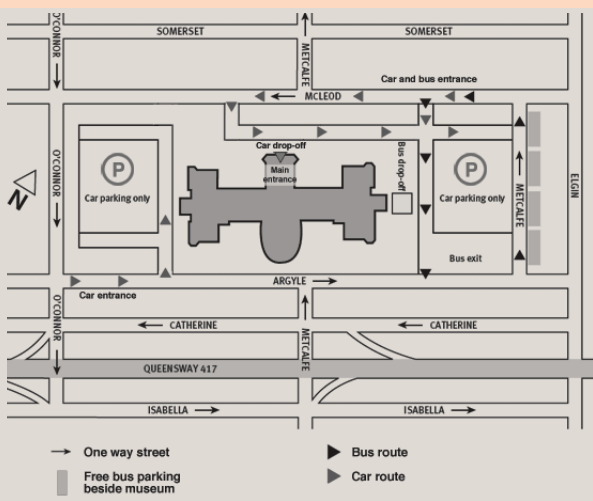 O'CONNOR
SOMERSET
METCALFE
SOMERSET
Car and bus entrance
MCLEOD
Car drop-off
Main
entrance
Bus drop-off
P
Car parking only
P
Car parking only
O'CONNOR
METCALFE
ELGIN
N
Bus exit
ARGYLE
Car entrance
O'CONNOR
CATHERINE
METCALFE
CATHERINE
QUEENSWAY 417
ISABELLA
ISABELLA
One way street
Bus route
Free bus parking
beside museum
Car route